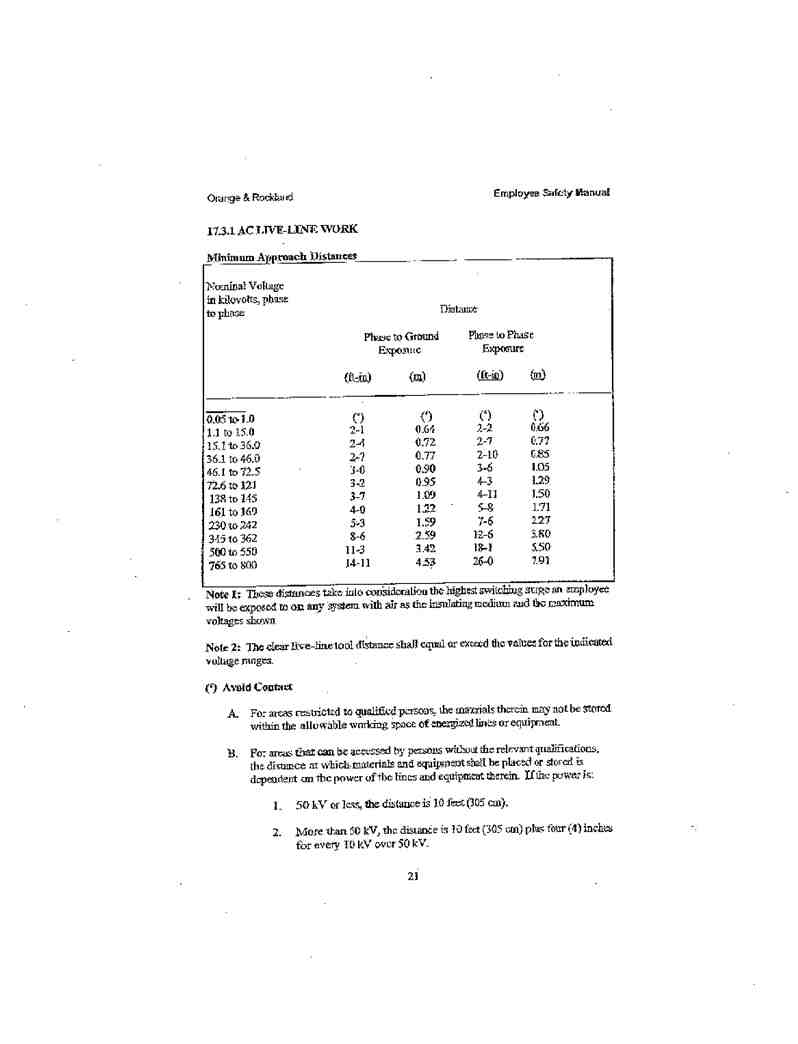 Orange & Rockland
Employee Safety Manual
17.3.1 AC LIVE-LINE WORK
Minimum Approach Distances
Nominal Voltage
in kilovolts, phase
to phase
Distance
Phase to Ground Phase to Phase
Exposure Exposure
(ft-in) (m) (ft-in) (m)
0.05 to 1.0 (*) (*) (*) (*)
1.1 to 15.0 2-1 0.64 2-2 0.66
15.1 to 36.0 2-4 0.72 2-7 0.77
36.1 to 46.0 2-7 0.77 2-10 0.85
46.1 to 72.5 3-0 0.90 3-6 1.05
72.6 to 121 3-2 0.95 4-3 1.29
138 to 145 3-7 1.09 4-11 1.50
161 to 169 4-0 1.22 5-8 1.71
230 to 242 5-3 1.59 7-6 2.27
345 to 362 8-6 2.59 12-6 3.80
500 to 550 11-3 3.42 18-1 5.50
765 to 800 14-11 4.53 26-0 7.91
Note 1: These distances take into consideration the highest switching surge an employee
will be exposed to on any system with air as the insulating medium and the maximum
voltages shown
Note 2: The clear live-line tool distance shall equal or exceed the values for the indicated
voltage ranges.
(*) Avoid Contact
A. For areas restricted to qualified persons, the materials therein may not be stored
within the allowable working space of energized lines or equipment.
B. For areas that can be accessed by persons without the relevant qualifications,
the distance at which materials and equipment shall be placed or stored is
dependent on the power of the lines and equipment therein. If the power is:
1. 50 kV or less, the distance is 10 feet (305 cm).
2. More than 50 kV, the distance is 10 feet (305 cm) plus four (4) inches
for every 10 kV over 50 kV.
21